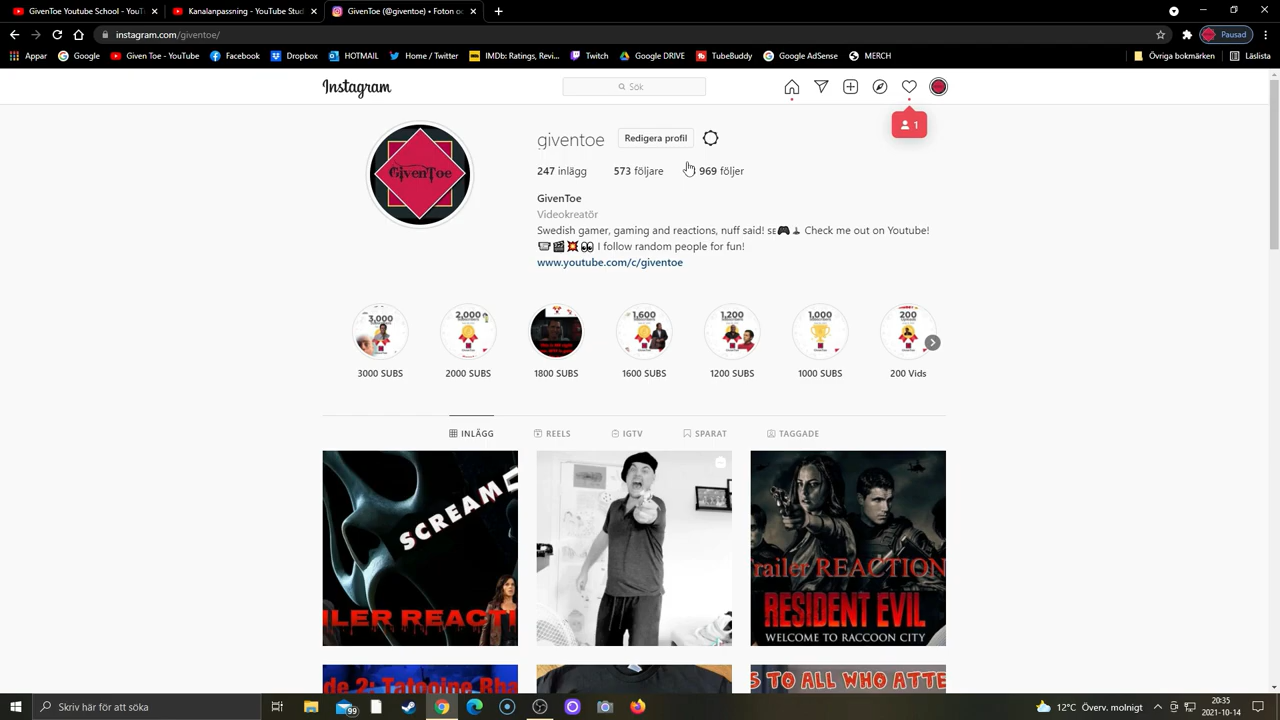 GivenToe Youtube School - YouTu
Kanalanpassning - YouTube Stud
GivenToe (@giventoe) • Foton oc
instagram.com/giventoe/
Pausad
Appar
Google
Given Toe - YouTube
Facebook
Dropbox
HOTMAIL
Home / Twitter
IMDb: Ratings, Revi...
Twitch
Google DRIVE
TubeBuddy
Google AdSense
MERCH
Övriga bokmärken
Läslista
Instagram
Sök
1
giventoe
Redigera profil
247 inlägg
573 följare
969 följer
GivenToe
Videokreatör
Swedish gamer, gaming and reactions, nuff said! Check me out on Youtube!
I follow random people for fun!
www.youtube.com/c/giventoe
GivenToe
3,000
2,000
1,600
1,200
1,000
200
3000 SUBS
2000 SUBS
1800 SUBS
1600 SUBS
1200 SUBS
1000 SUBS
200 Vids
INLÄGG
REELS
IGTV
SPARAT
TAGGADE
SCREAM
ILER REACTI
railer REACTION
RESIDENT EVIL
WELCOME TO RACCOON CITY
de 2: Tatooine Rha
S TO ALL WHO ATTE
Skriv här för att söka
99
12°C Överv. molnigt
20:35
2021-10-14